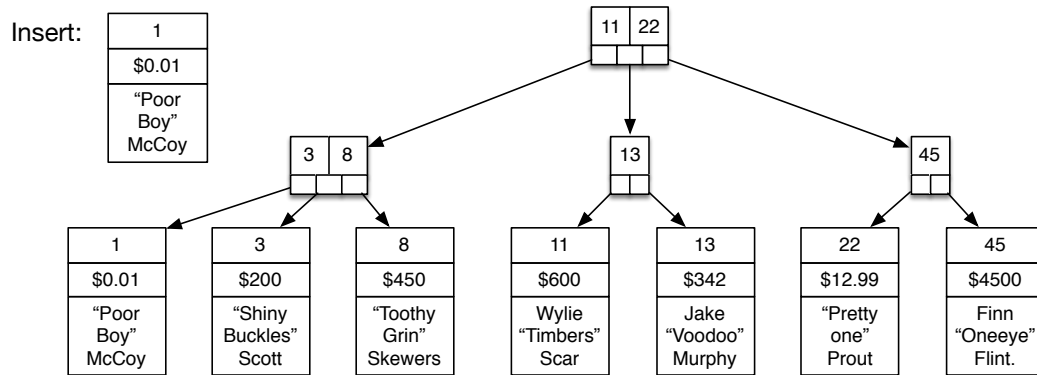 Insert:
1
$0.01
“Poor
Boy”
McCoy
11 22
3 8
13
45
1
$0.01
“Poor
Boy”
McCoy
3
$200
“Shiny
Buckles”
Scott
8
$450
“Toothy
Grin”
Skewers
11
$600
Wylie
“Timbers”
Scar
13
$342
Jake
“Voodoo”
Murphy
22
$12.99
“Pretty
one”
Prout
45
$4500
Finn
“Oneeye”
Flint.